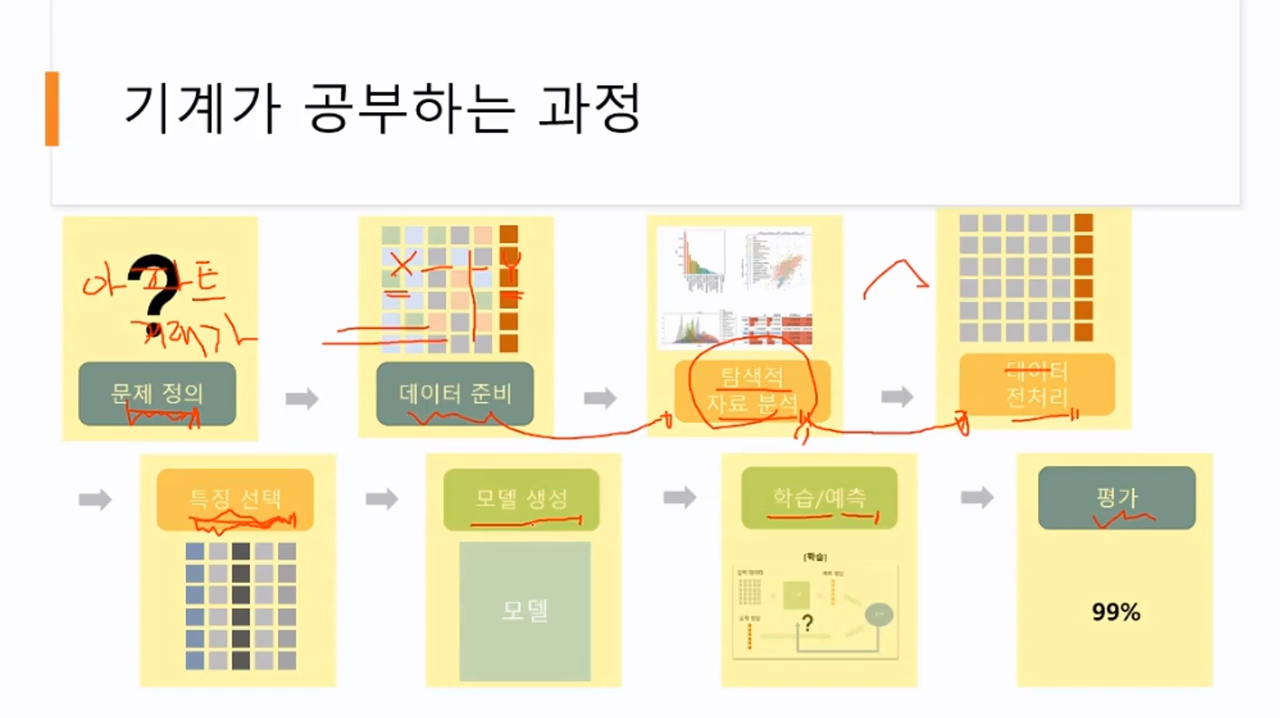 기계가 공부하는 과정
아파트
거래가
X
Y
문제 정의
데이터 준비
탐색적
자료 분석
데이터
전처리
특징 선택
모델 생성
학습/예측
평가
모델
[학습]
?
99%